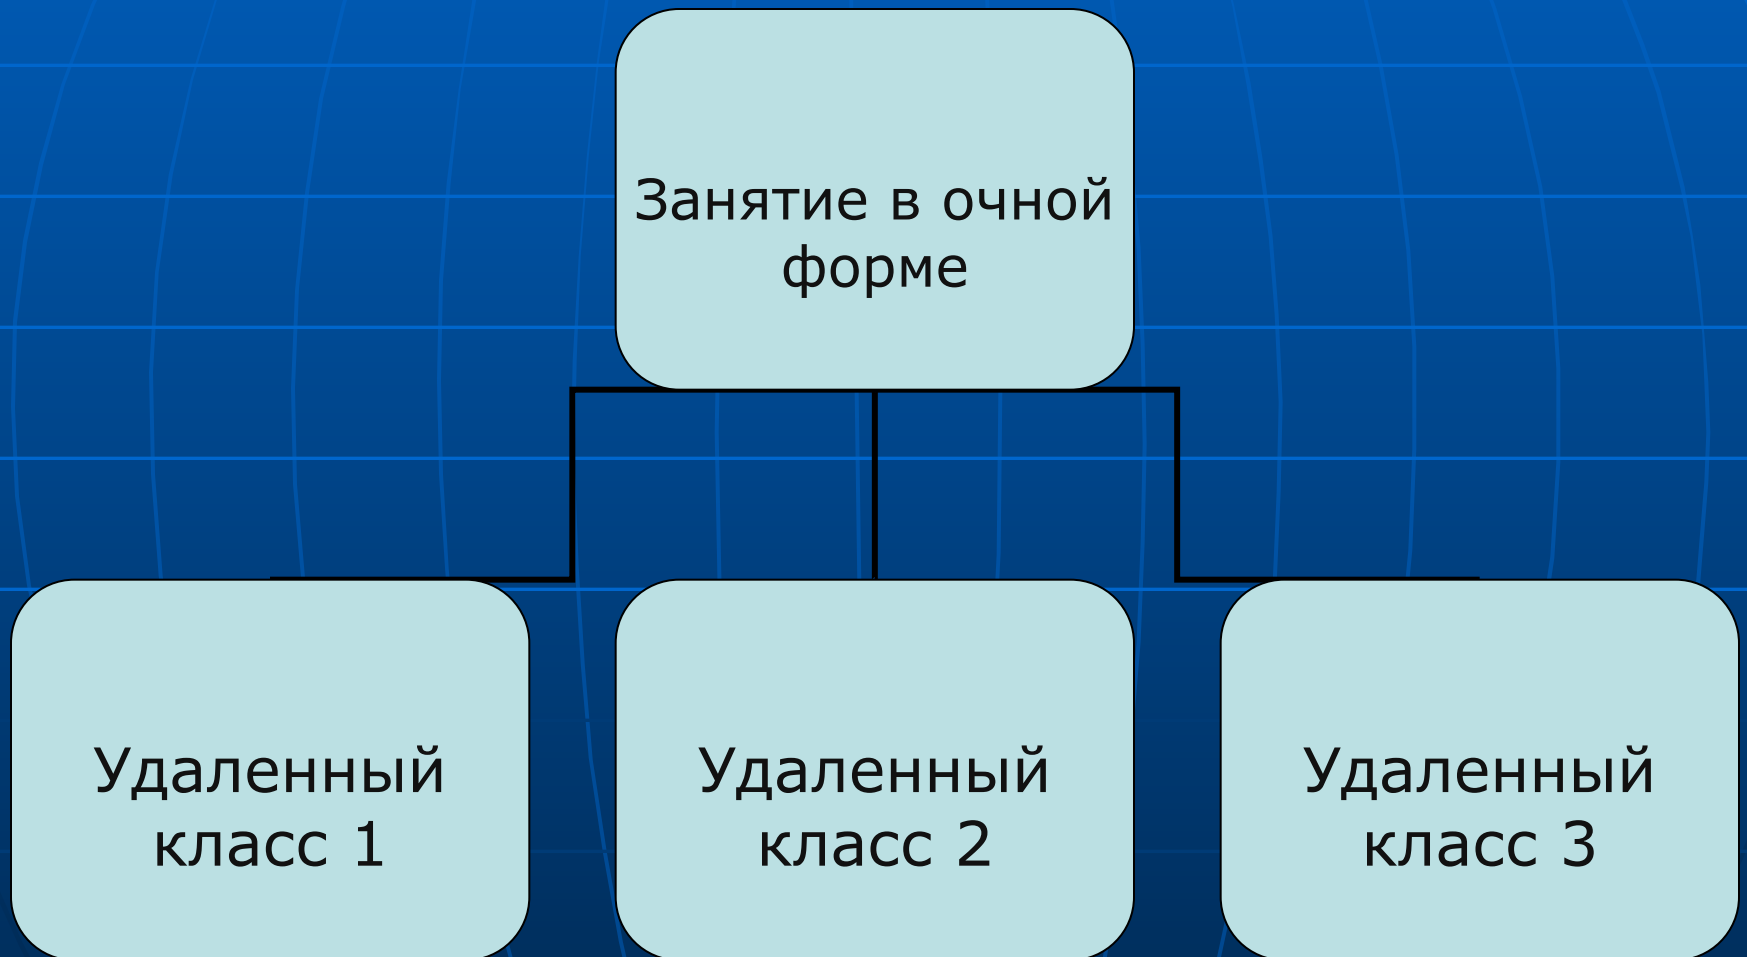 Занятие в очной
форме
Удаленный
класс 1
Удаленный
класс 2
Удаленный
класс 3